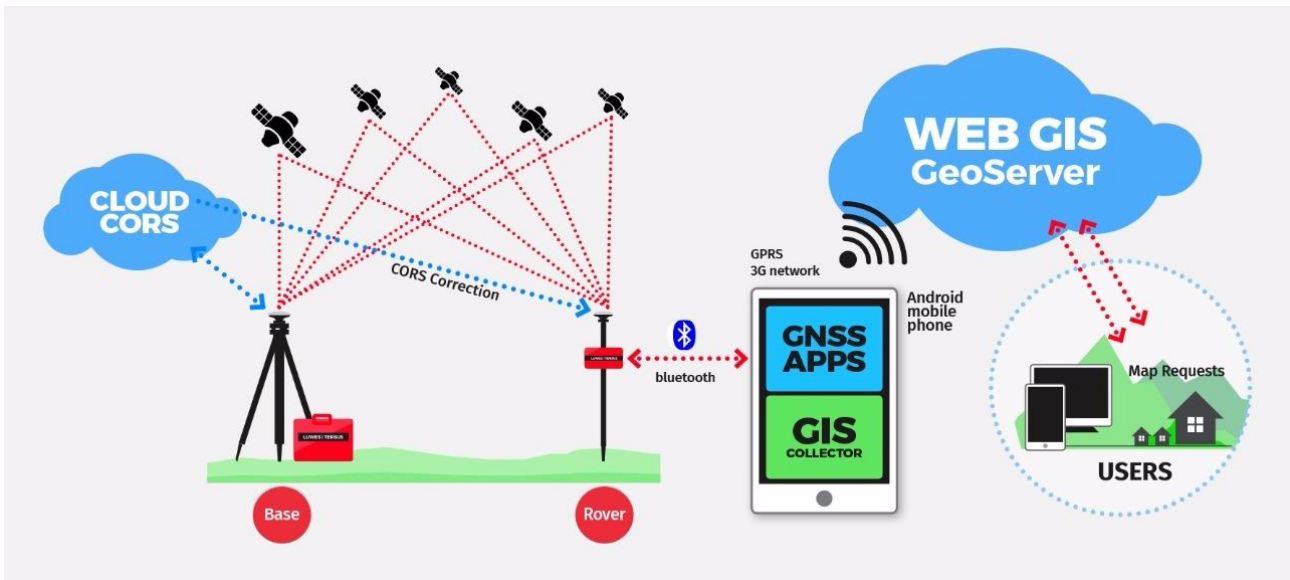 CLOUD
CORS
CORS Correction
Base
Rover
bluetooth
GPRS
3G network
Android
mobile
phone
GNSS
APPS
GIS
COLLECTOR
WEB GIS
GeoServer
Map Requests
USERS